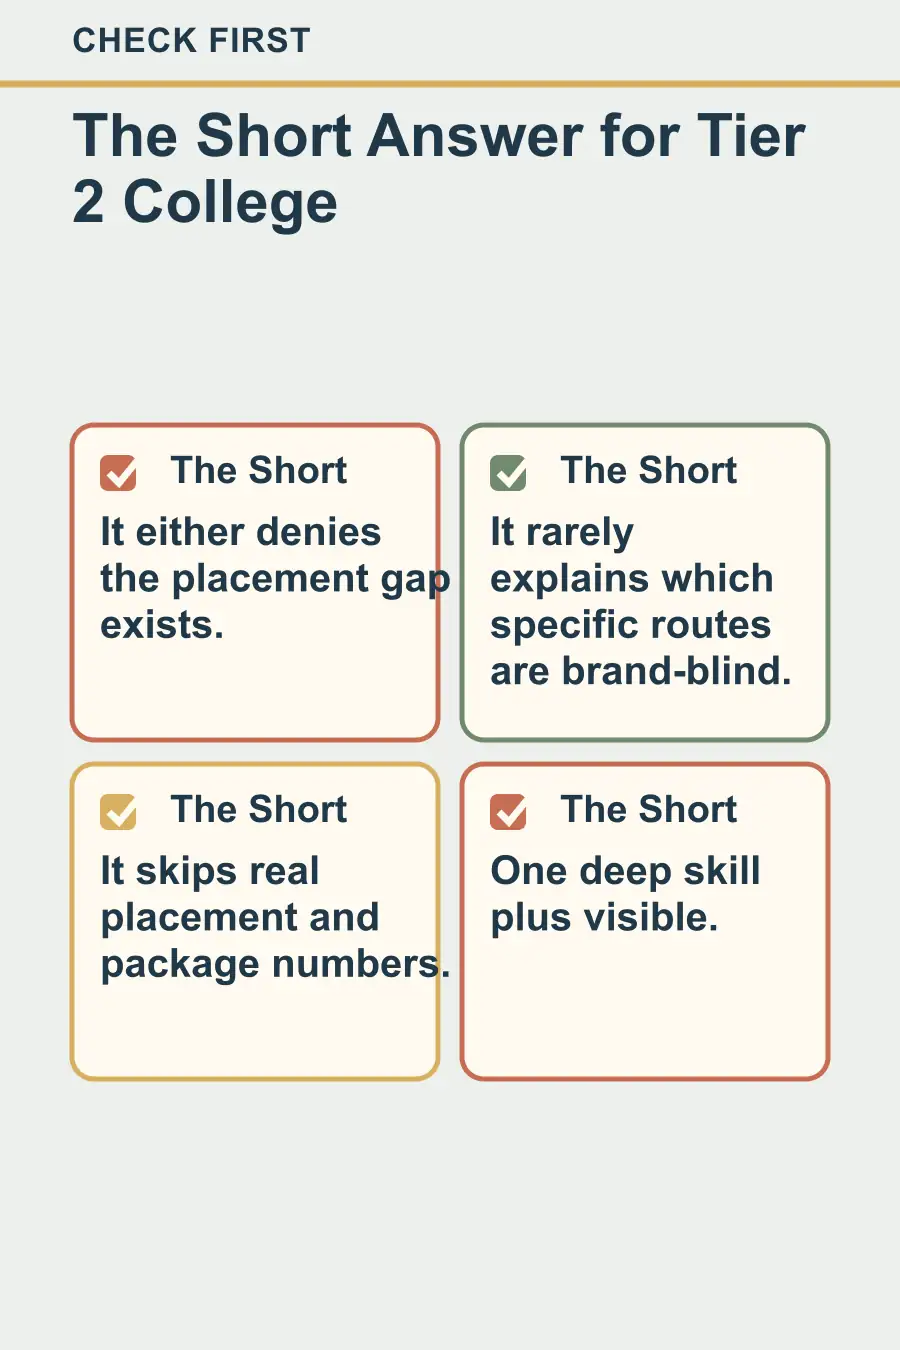 CHECK FIRST
The Short Answer for Tier
2 College
The Short
It either denies
the placement gap
exists.
The Short
It rarely
explains which
specific routes
are brand-blind.
The Short
It skips real
placement and
package numbers.
The Short
One deep skill
plus visible.